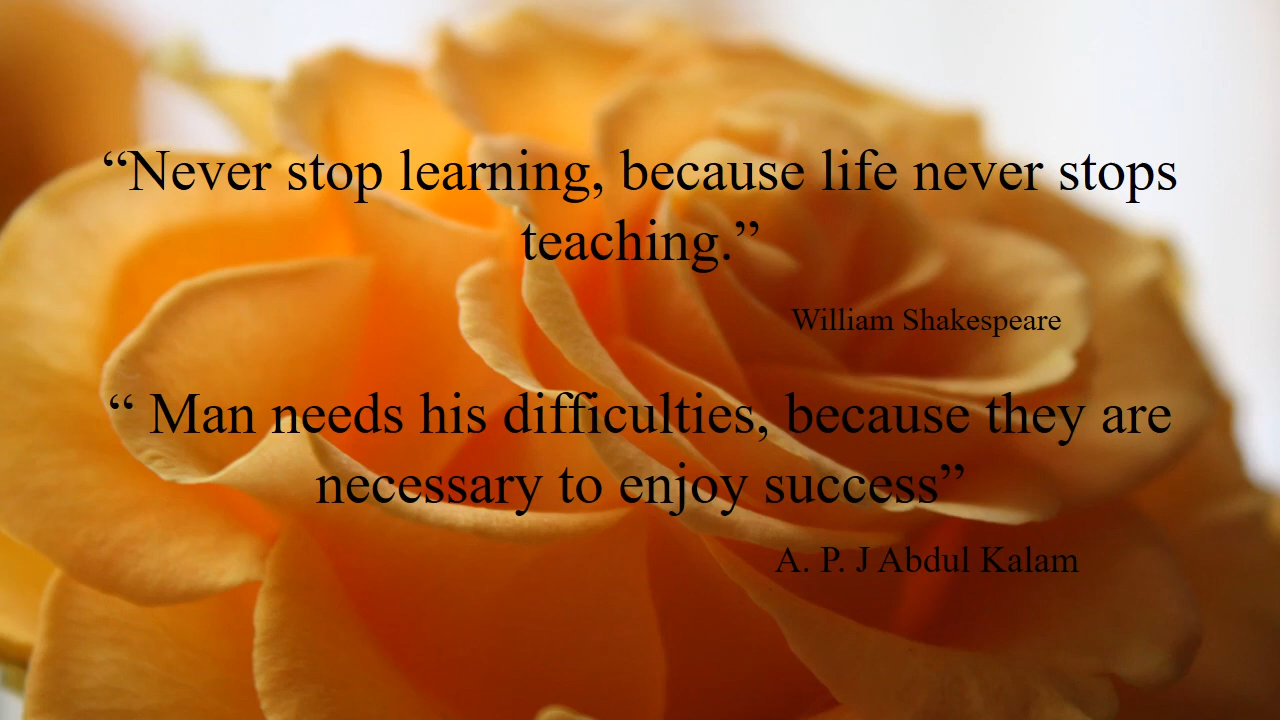 “Never stop learning, because life never stops
teaching.”
William Shakespeare
“ Man needs his difficulties, because they are
necessary to enjoy success”
A. P. J Abdul Kalam